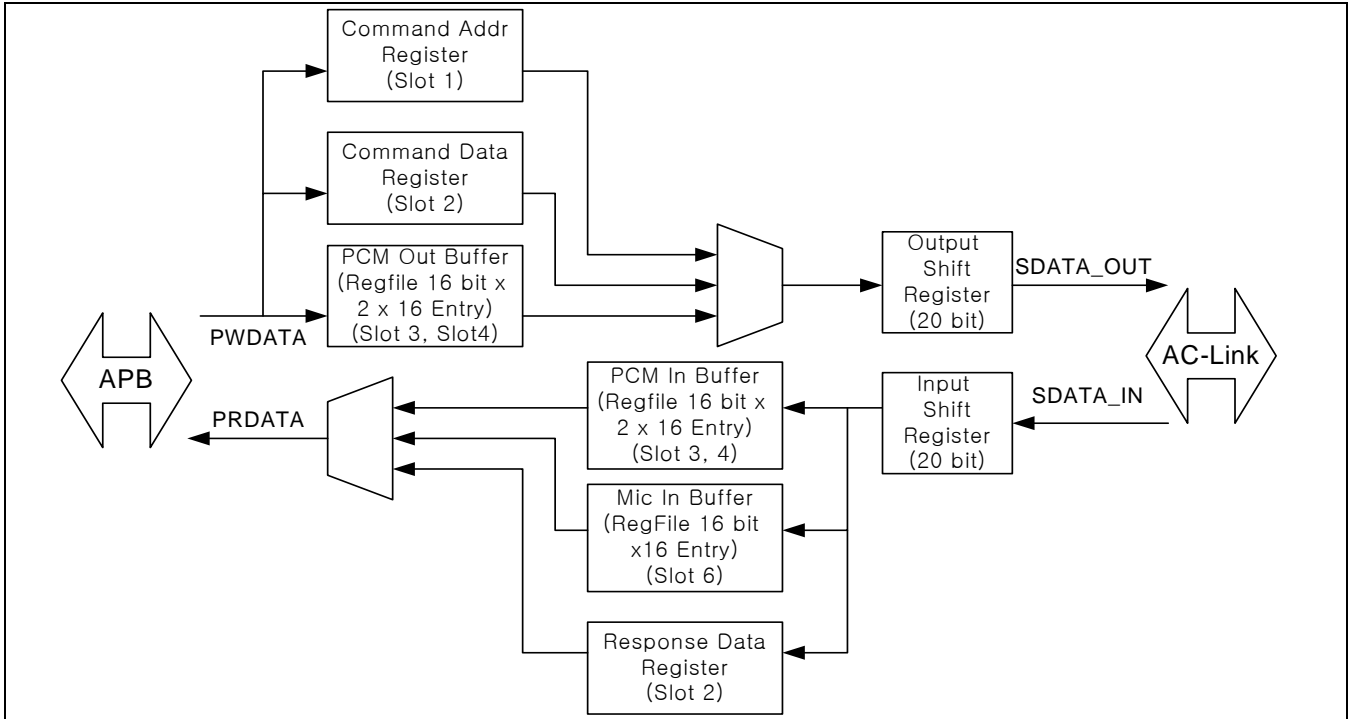 Command Addr
Register
(Slot 1)
Command Data
Register
(Slot 2)
PCM Out Buffer
(Regfile 16 bit x
2 x 16 Entry)
(Slot 3, Slot4)
PWDATA
Output
Shift
Register
(20 bit)
SDATA_OUT
APB
AC-Link
PRDATA
PCM In Buffer
(Regfile 16 bit x
2 x 16 Entry)
(Slot 3, 4)
Input
Shift
Register
(20 bit)
SDATA_IN
Mic In Buffer
(RegFile 16 bit
x16 Entry)
(Slot 6)
Response Data
Register
(Slot 2)